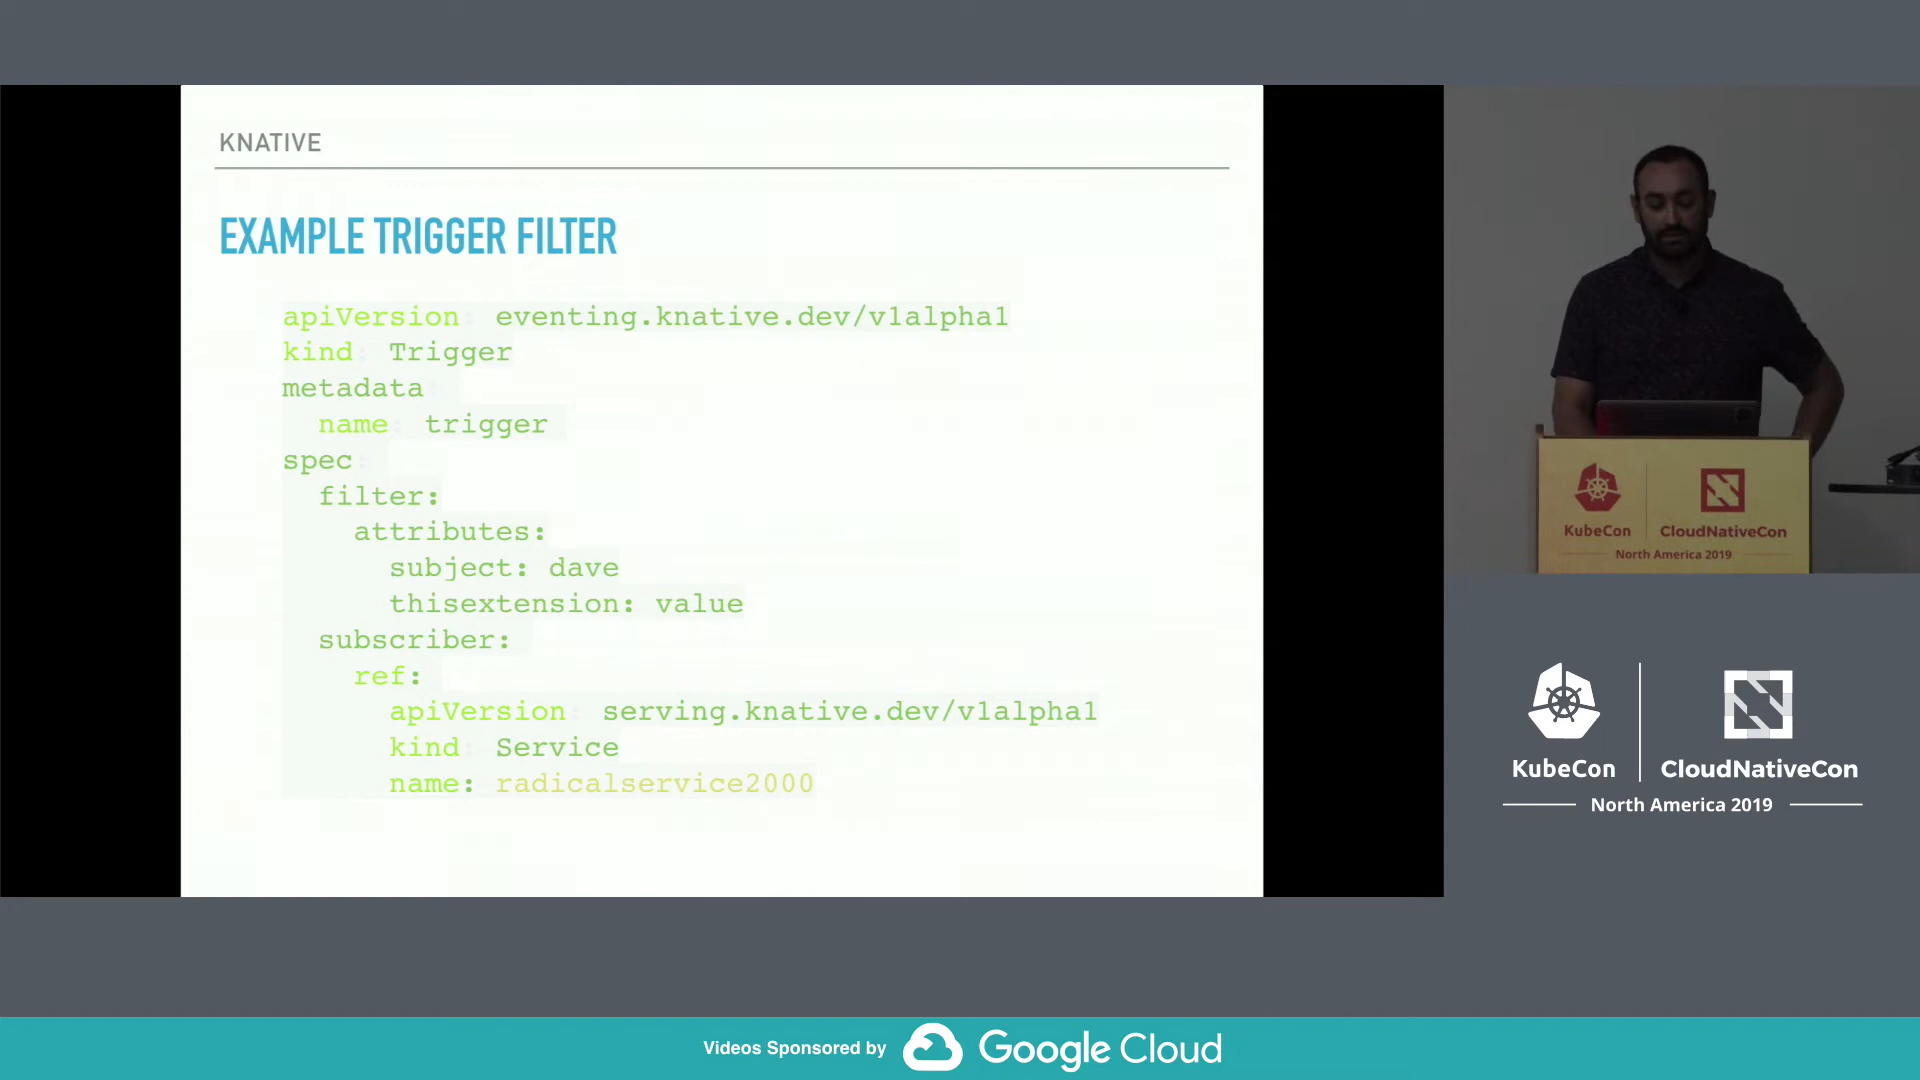 KNATIVE
EXAMPLE TRIGGER FILTER
apiVersion: eventing.knative.dev/v1alpha1
kind: Trigger
metadata:
  name: trigger
spec:
  filter:
    attributes:
      subject: dave
      thisextension: value
  subscriber:
    ref:
      apiVersion: serving.knative.dev/v1alpha1
      kind: Service
      name: radicalservice2000
KubeCon
CloudNativeCon
North America 2019
KubeCon
CloudNativeCon
North America 2019
Videos Sponsored by Google Cloud